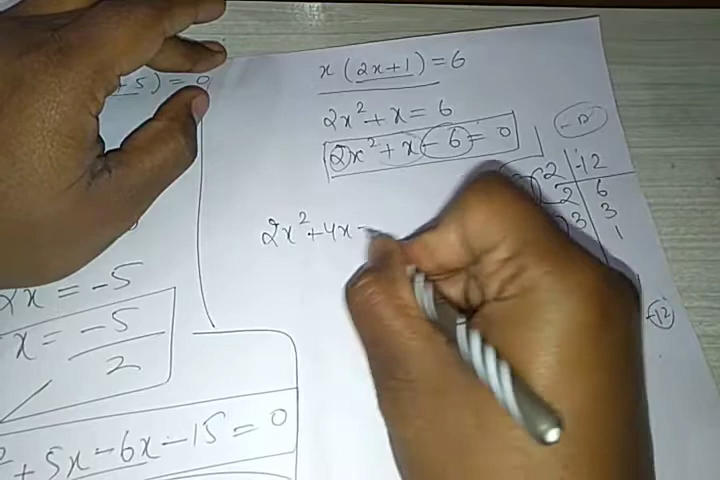 +5) = 0
2x = -5
x = -5/2
² + 5x - 6x - 15 = 0
x (2x+1) = 6
2x² + x = 6
2x² + x - 6 = 0
2 | -12
2 | 6
3 | 3
1
-12
2x² + 4x -